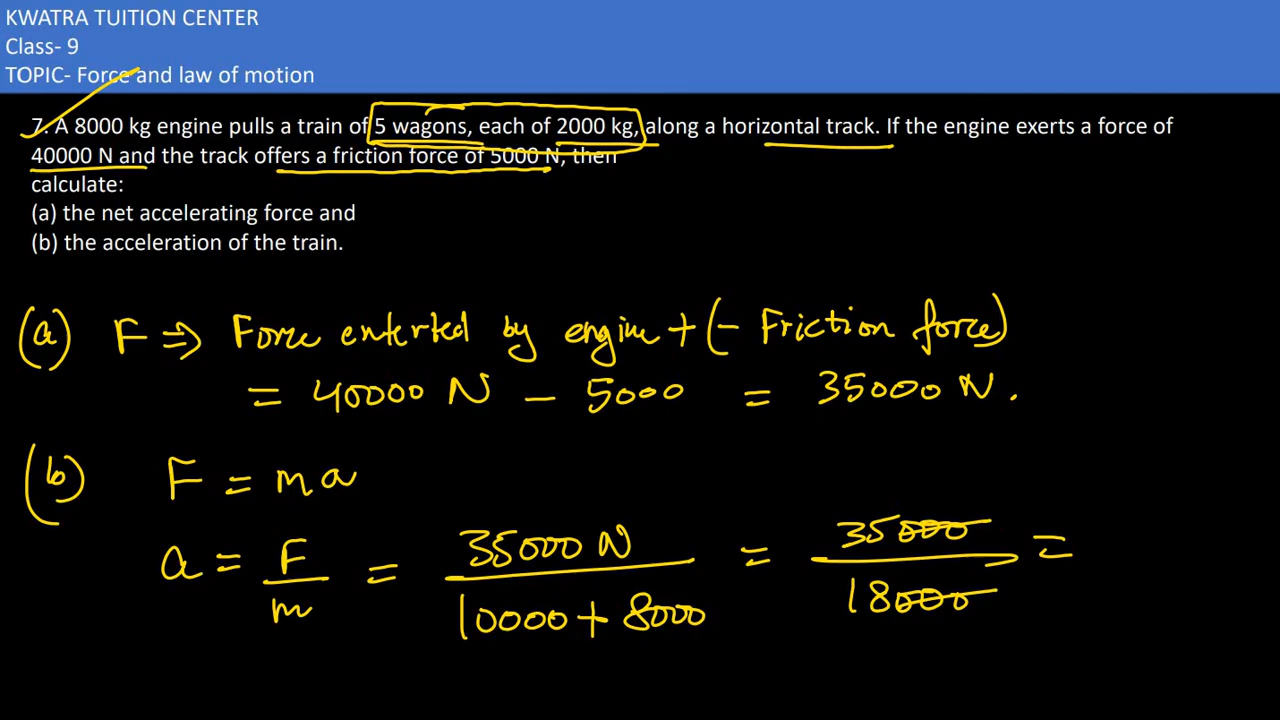 KWATRA TUITION CENTER
Class- 9
TOPIC- Force and law of motion
7. A 8000 kg engine pulls a train of 5 wagons, each of 2000 kg, along a horizontal track. If the engine exerts a force of
40000 N and the track offers a friction force of 5000 N, then
calculate:
(a) the net accelerating force and
(b) the acceleration of the train.
(a) F ⇒ Force enterted by engine + (- Friction force)
= 40000 N - 5000 = 35000 N.
(b) F = ma
a = F/m = 35000 N/10000 + 8000 = 35000/18000 =